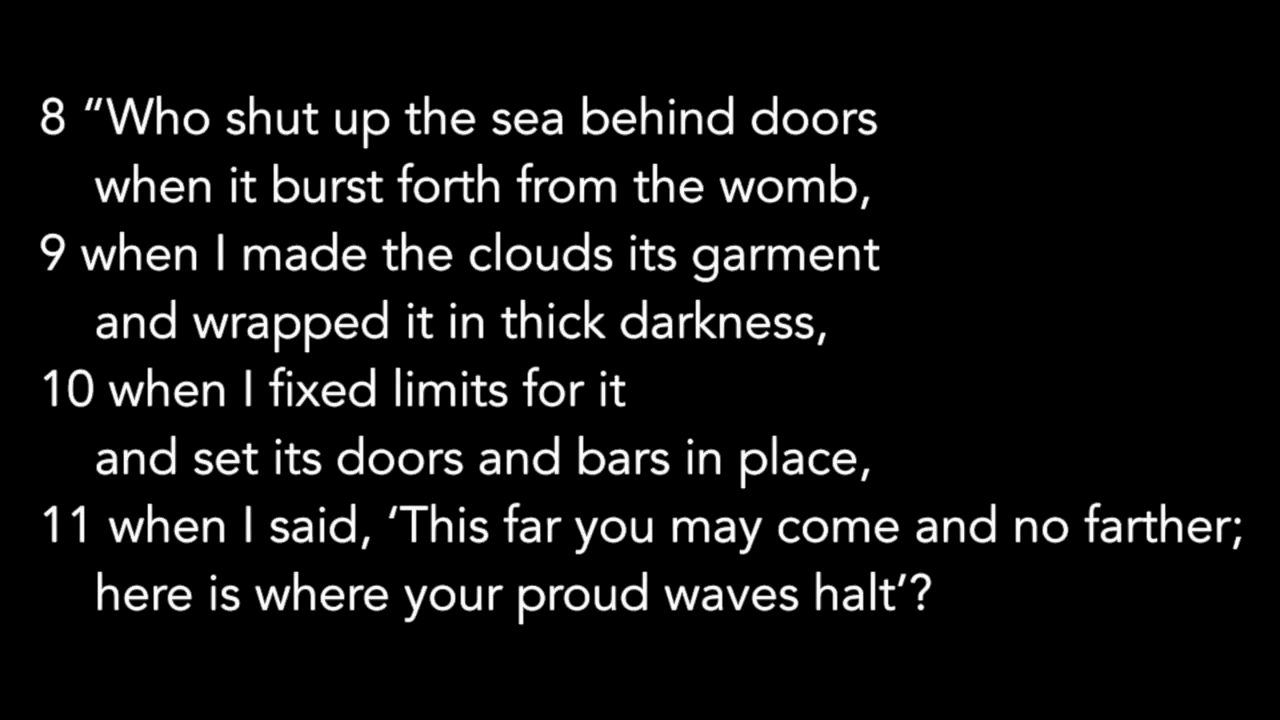 8 “Who shut up the sea behind doors
when it burst forth from the womb,
9 when I made the clouds its garment
and wrapped it in thick darkness,
10 when I fixed limits for it
and set its doors and bars in place,
11 when I said, ‘This far you may come and no farther;
here is where your proud waves halt’?